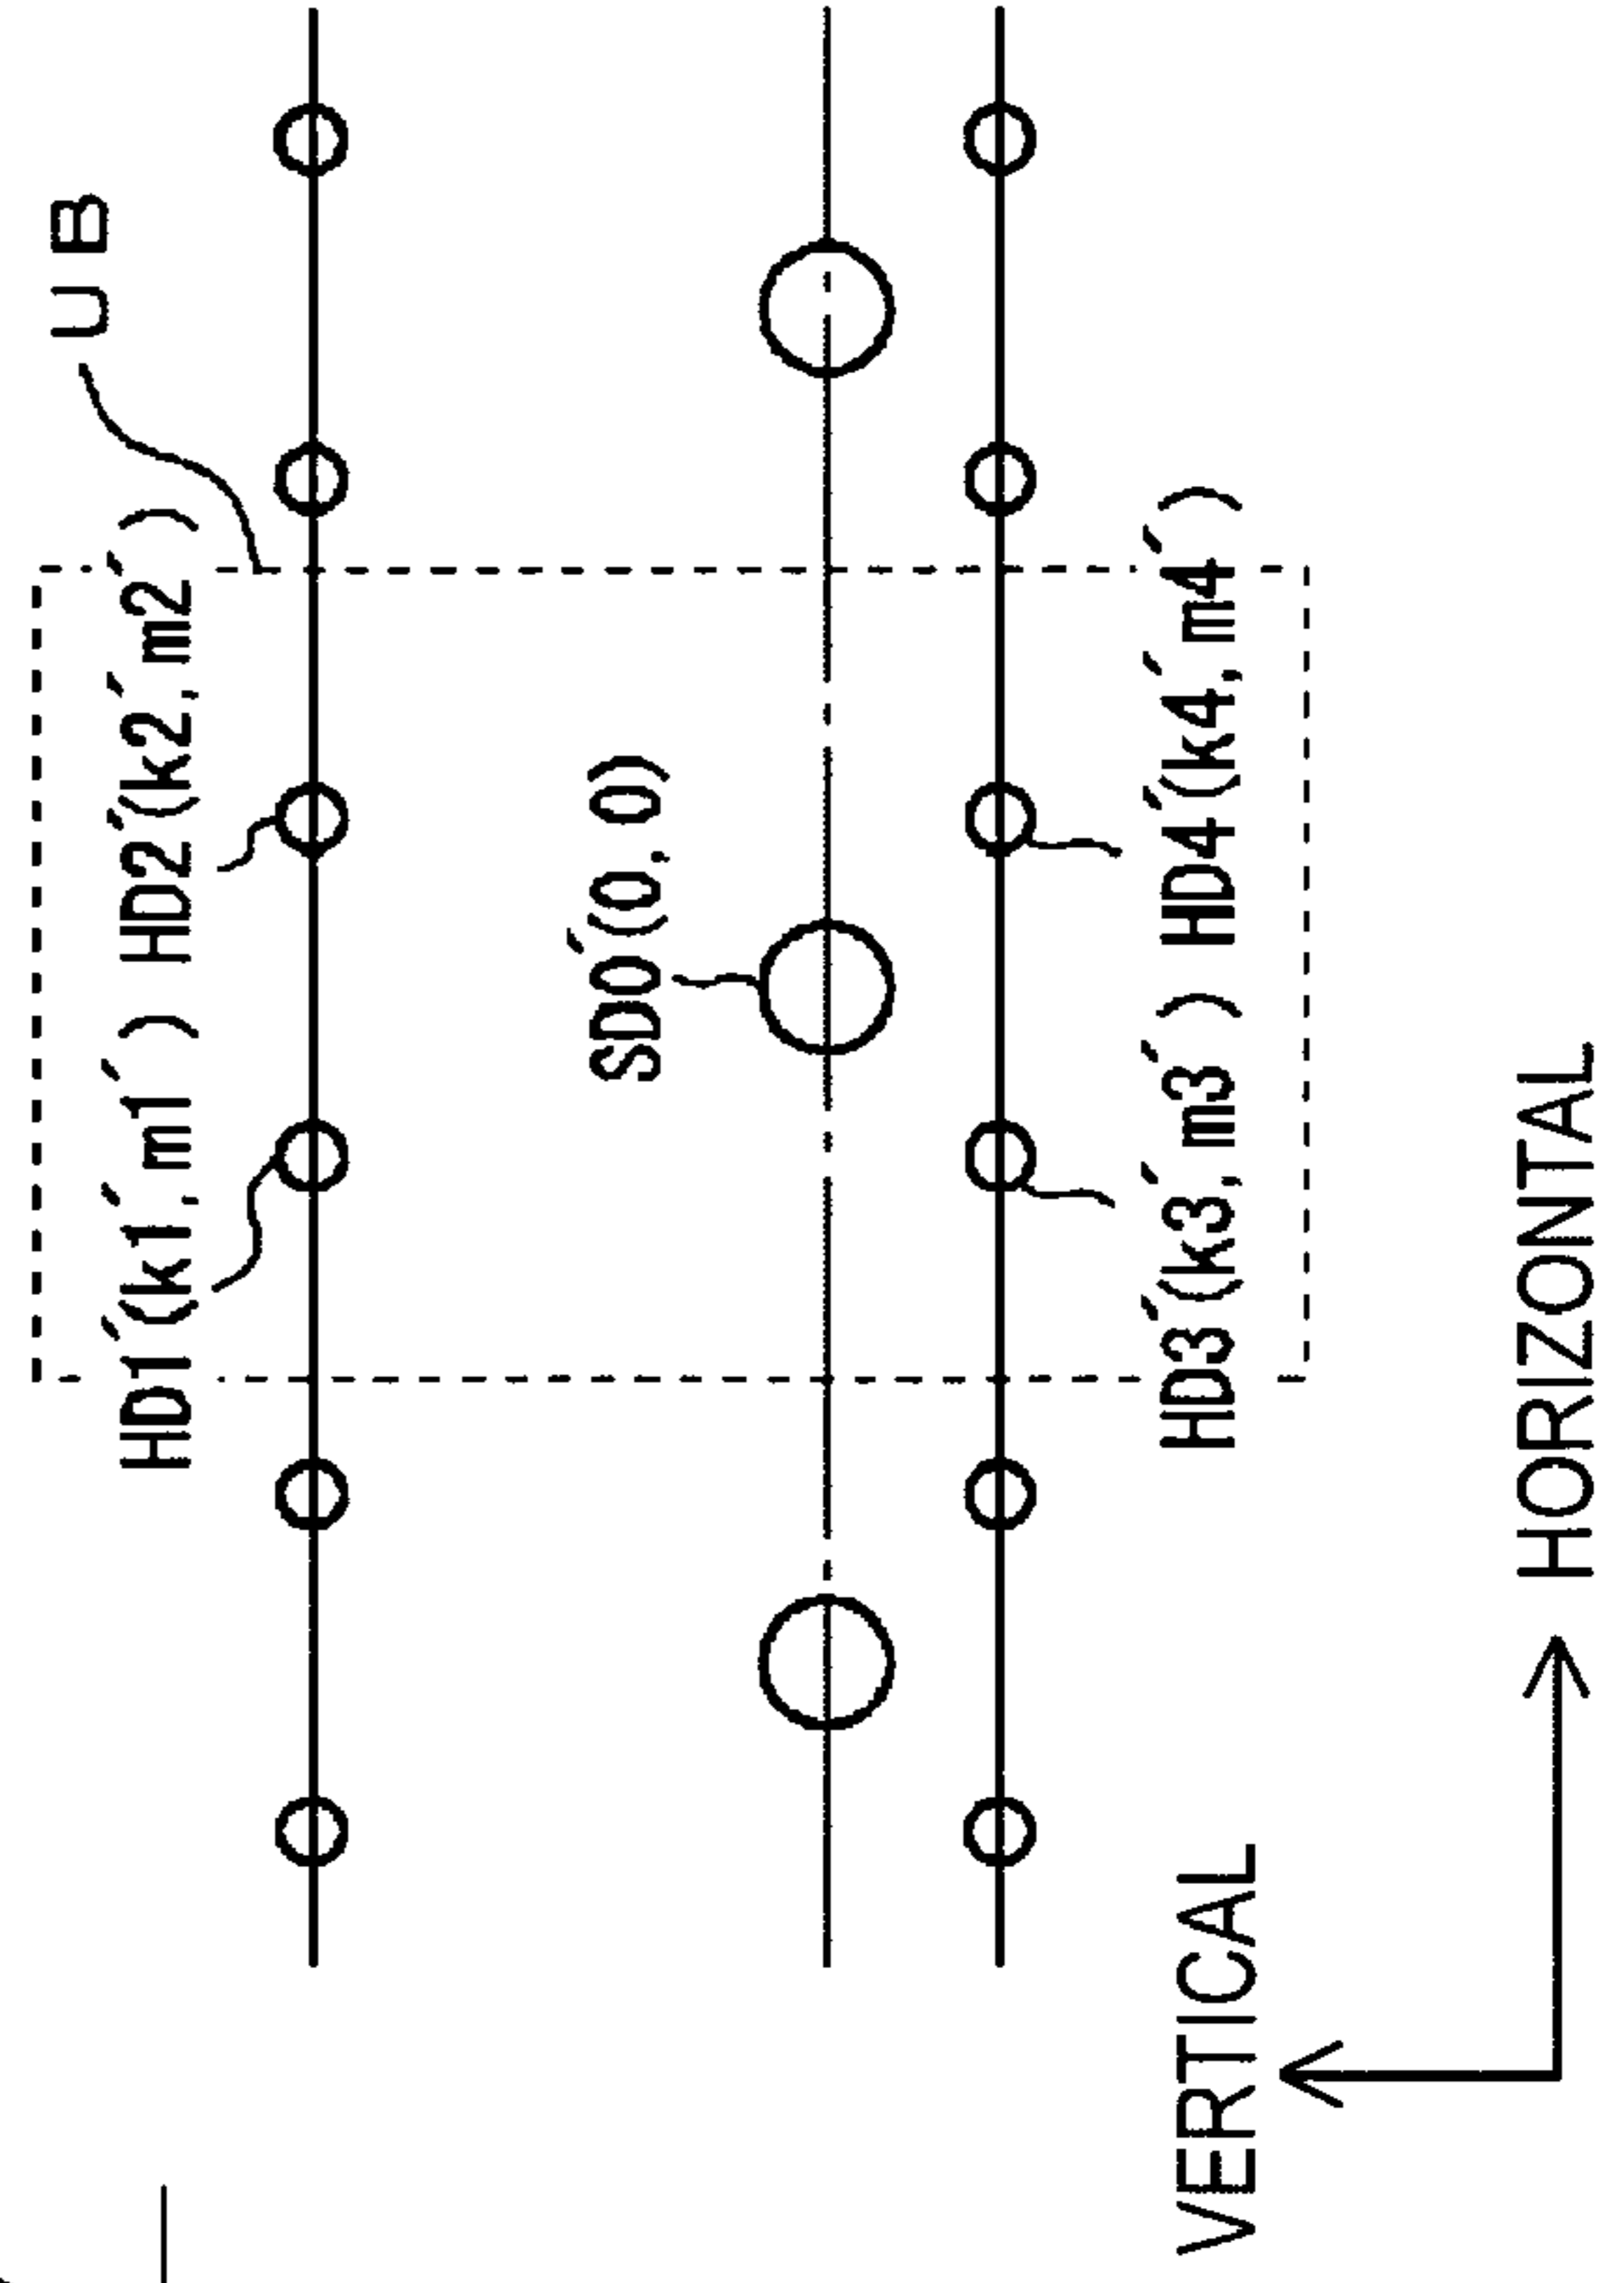 UB
HD1´(k1´,m1´) HD2´(k2´,m2´)
SD0´(0,0)
HD3´(k3´,m3´) HD4´(k4´,m4´)
VERTICAL
HORIZONTAL